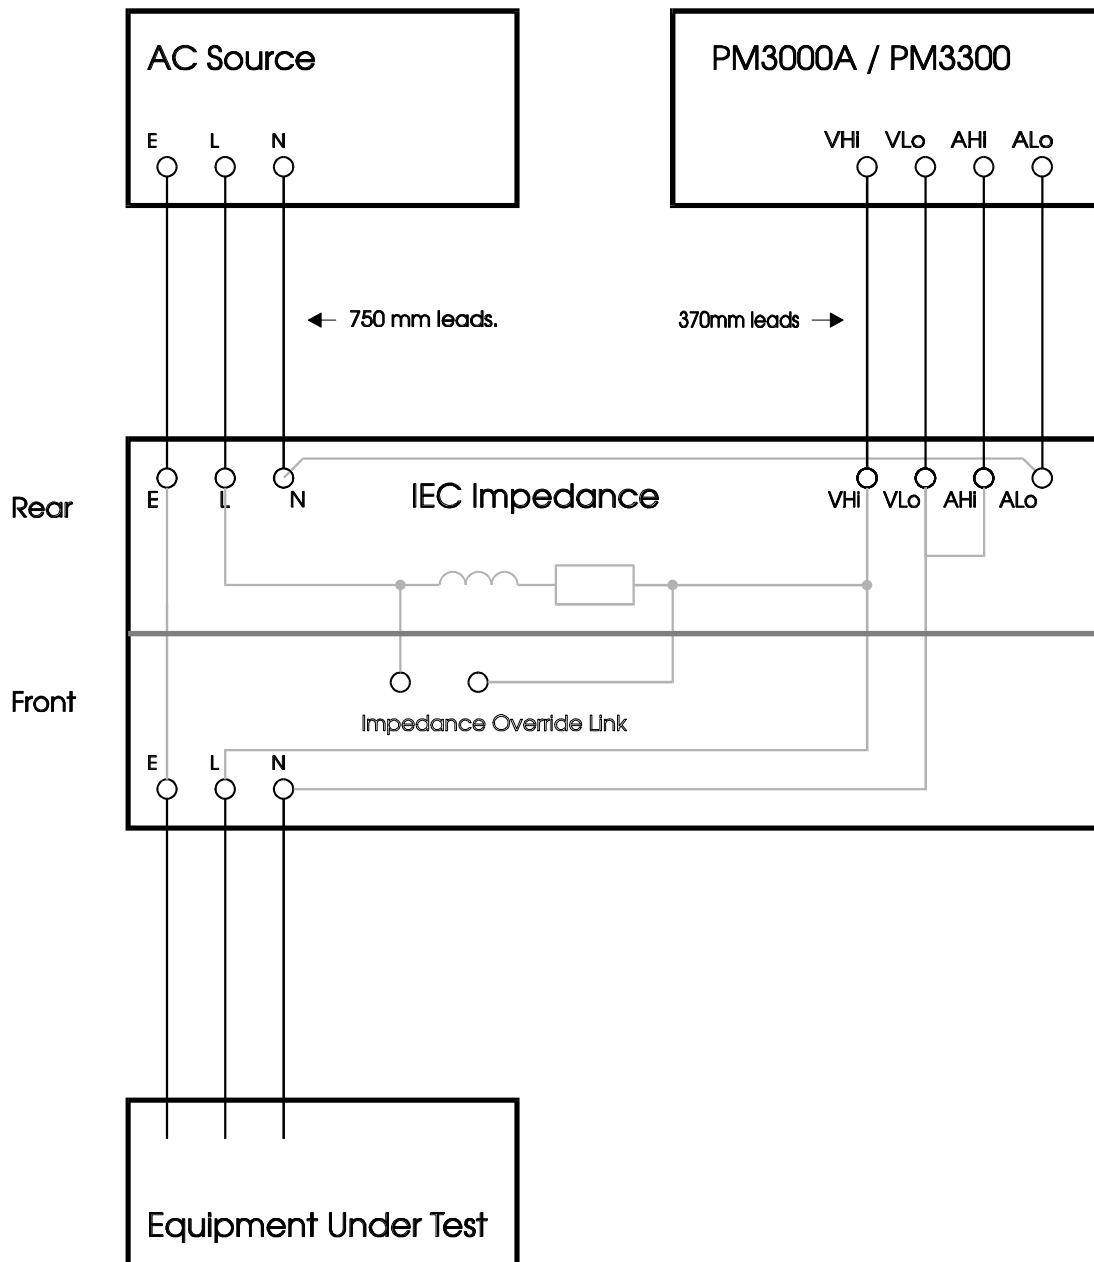 AC Source
PM3000A / PM3300
E L N
VHi VLo AHi ALo
750 mm leads.
370mm leads
Rear
E L N
IEC Impedance
VHi VLo AHi ALo
Front
Impedance Override Link
E L N
Equipment Under Test